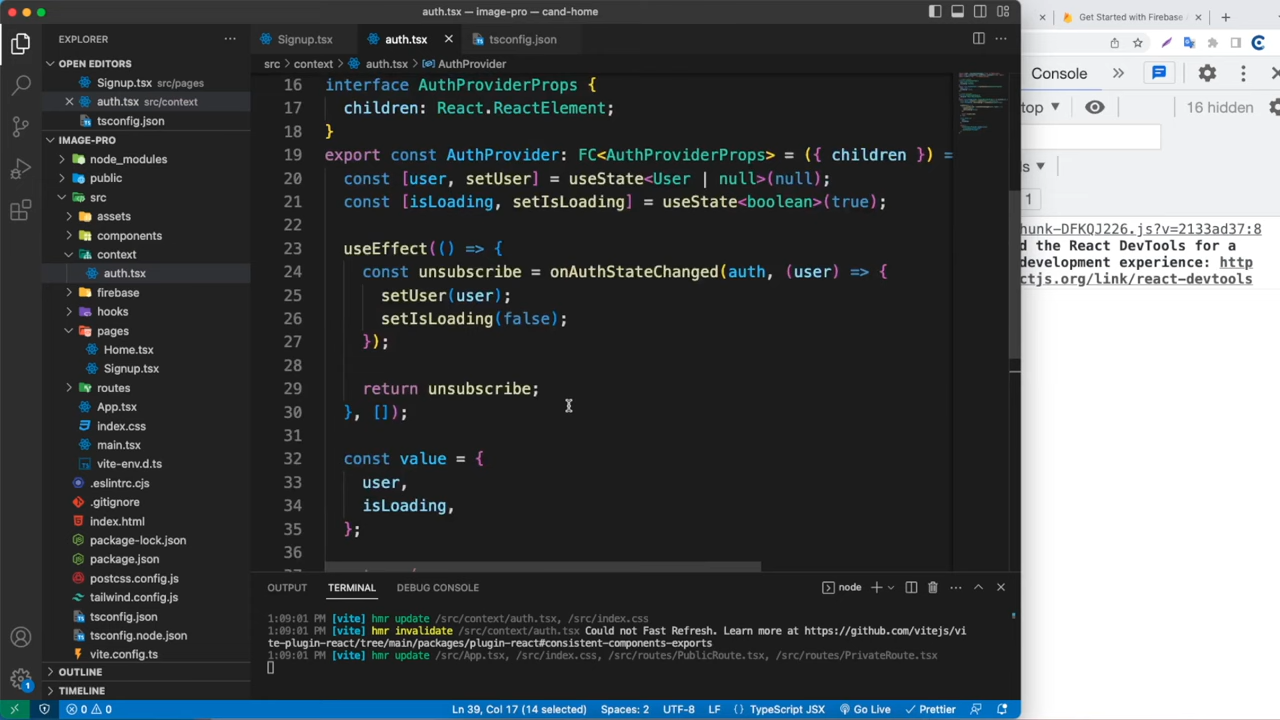 auth.tsx — image-pro — cand-home
Get Started with Firebase A
EXPLORER
OPEN EDITORS
Signup.tsx src/pages
auth.tsx src/context
tsconfig.json
IMAGE-PRO
node_modules
public
src
assets
components
context
auth.tsx
firebase
hooks
pages
Home.tsx
Signup.tsx
routes
App.tsx
index.css
main.tsx
vite-env.d.ts
.eslintrc.cjs
.gitignore
index.html
package-lock.json
package.json
postcss.config.js
tailwind.config.js
tsconfig.json
tsconfig.node.json
vite.config.ts
OUTLINE
TIMELINE
Signup.tsx auth.tsx tsconfig.json
src > context > auth.tsx > AuthProvider
16 interface AuthProviderProps {
17 children: React.ReactElement;
18 }
19 export const AuthProvider: FC<AuthProviderProps> = ({ children }) =
20 const [user, setUser] = useState<User | null>(null);
21 const [isLoading, setIsLoading] = useState<boolean>(true);
22
23 useEffect(() => {
24 const unsubscribe = onAuthStateChanged(auth, (user) => {
25 setUser(user);
26 setIsLoading(false);
27 });
28
29 return unsubscribe;
30 }, []);
31
32 const value = {
33 user,
34 isLoading,
35 };
36
OUTPUT TERMINAL DEBUG CONSOLE
node
1:09:01 PM [vite] hmr update /src/context/auth.tsx, /src/index.css
1:09:01 PM [vite] hmr invalidate /src/context/auth.tsx Could not Fast Refresh. Learn more at https://github.com/vitejs/vi
te-plugin-react/tree/main/packages/plugin-react#consistent-components-exports
1:09:01 PM [vite] hmr update /src/App.tsx, /src/index.css, /src/routes/PublicRoute.tsx, /src/routes/PrivateRoute.tsx
1
0 0
Ln 39, Col 17 (14 selected) Spaces: 2 UTF-8 LF {} TypeScript JSX Go Live Prettier
Console
top
16 hidden
s
1
hunk-DFKQJ226.js?v=2133ad37:8
d the React DevTools for a
development experience: http
ctjs.org/link/react-devtools